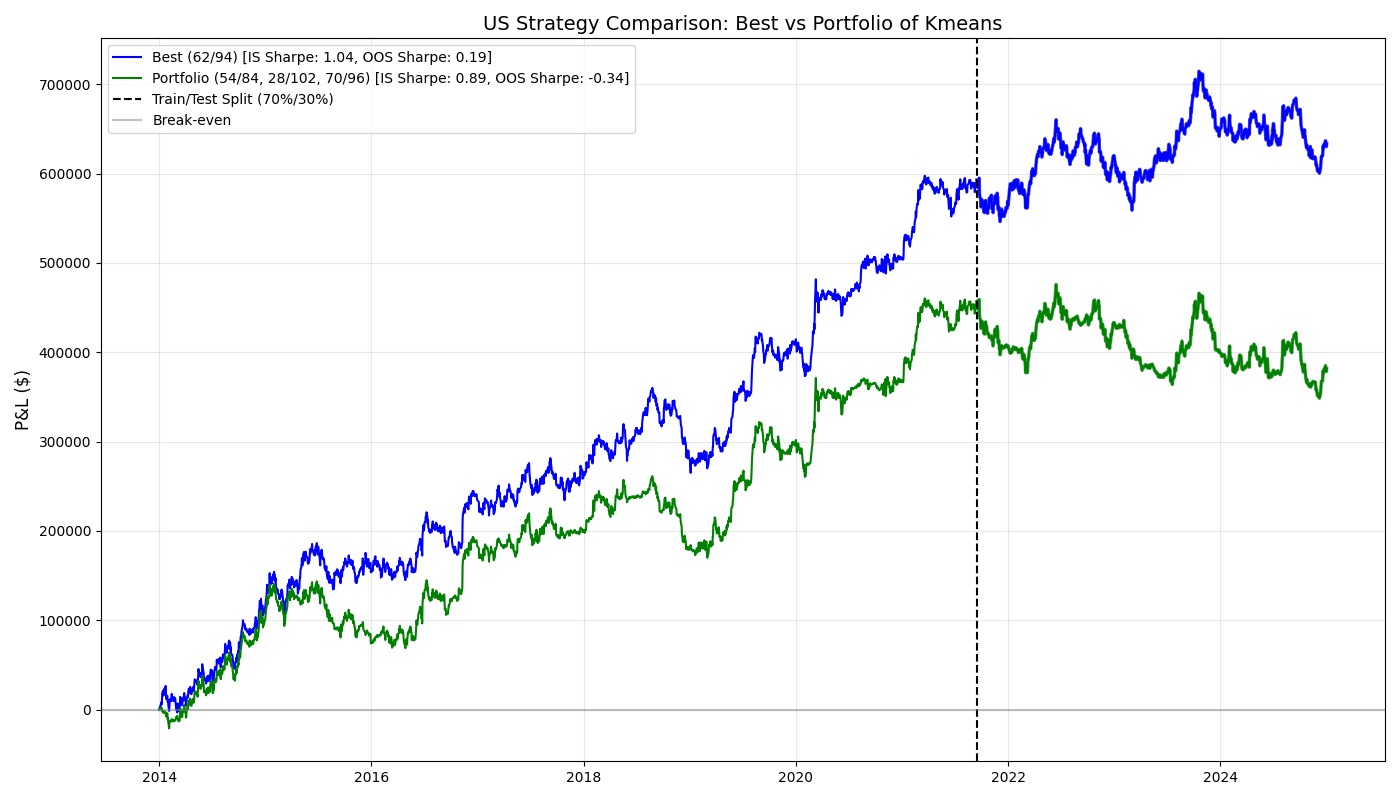 US Strategy Comparison: Best vs Portfolio of Kmeans
Best (62/94) [IS Sharpe: 1.04, OOS Sharpe: 0.19]
Portfolio (54/84, 28/102, 70/96) [IS Sharpe: 0.89, OOS Sharpe: -0.34]
Train/Test Split (70%/30%)
Break-even
P&L ($)
700000
600000
500000
400000
300000
200000
100000
0
2014 2016 2018 2020 2022 2024